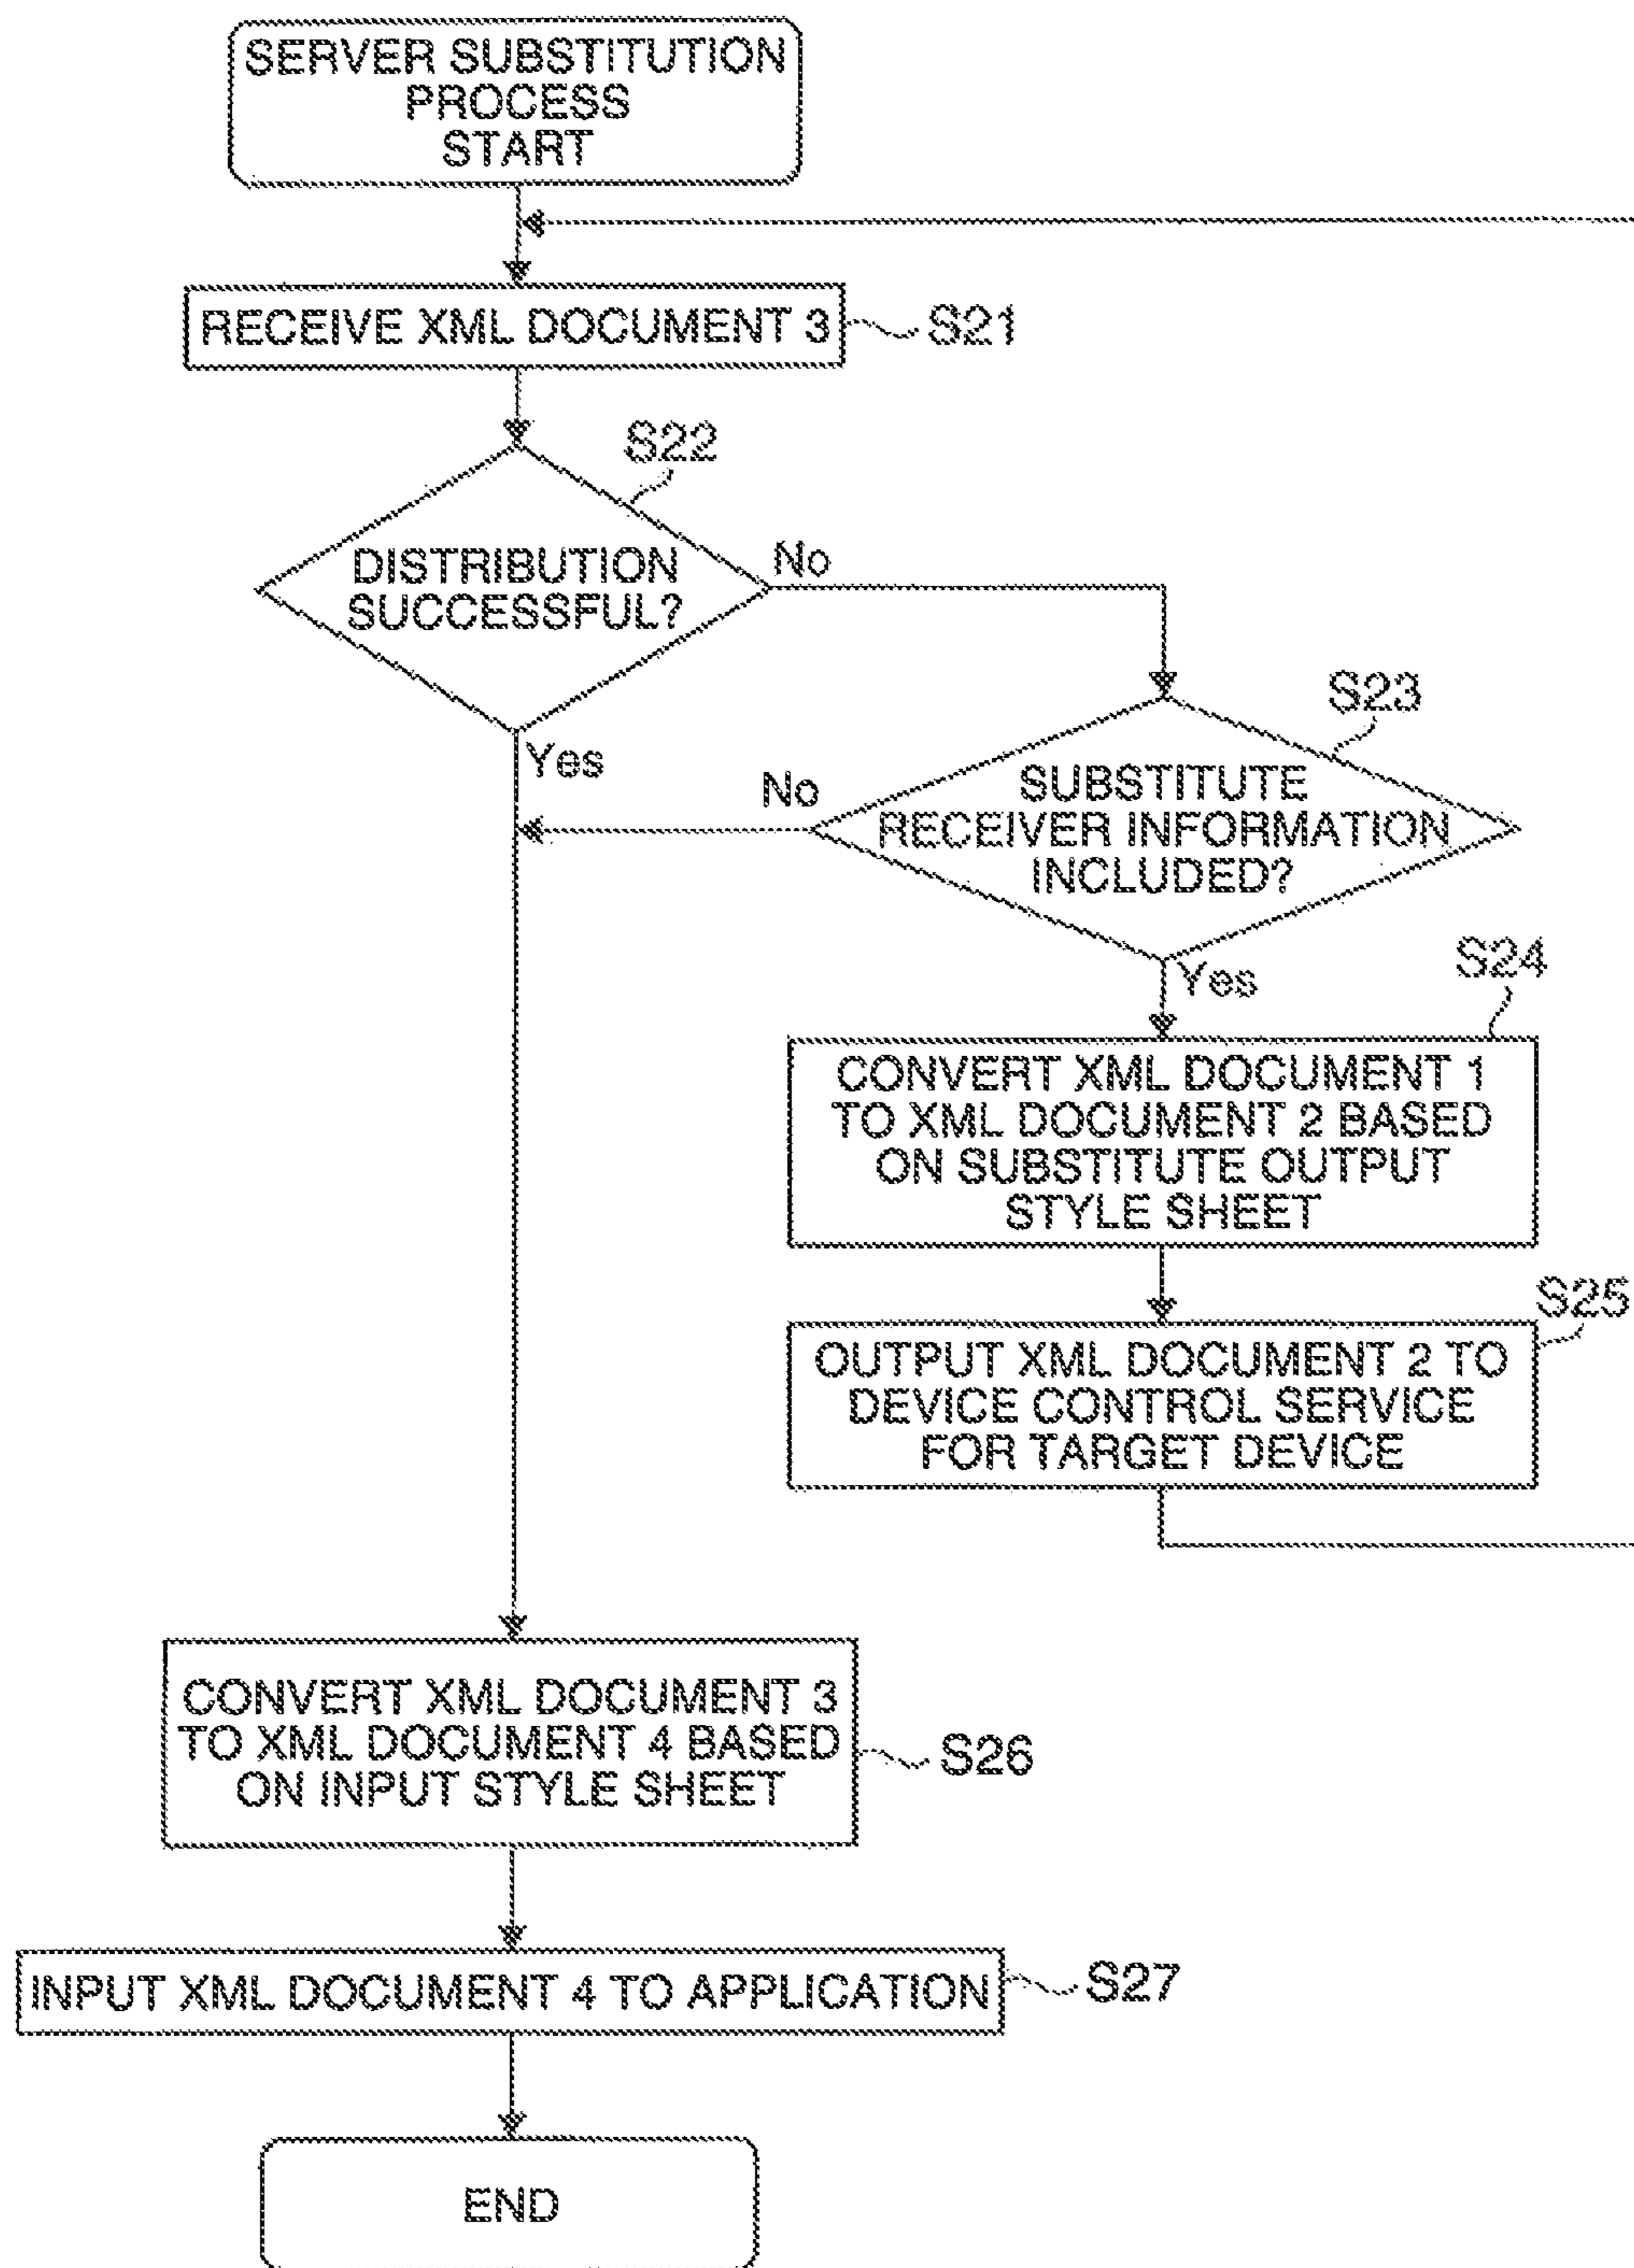 SERVER SUBSTITUTION
PROCESS
START
RECEIVE XML DOCUMENT 3
S21
S22
DISTRIBUTION
SUCCESSFUL?
No
Yes
S23
SUBSTITUTE
RECEIVER INFORMATION
INCLUDED?
No
Yes
S24
CONVERT XML DOCUMENT 1
TO XML DOCUMENT 2 BASED
ON SUBSTITUTE OUTPUT
STYLE SHEET
S25
OUTPUT XML DOCUMENT 2 TO
DEVICE CONTROL SERVICE
FOR TARGET DEVICE
CONVERT XML DOCUMENT 3
TO XML DOCUMENT 4 BASED
ON INPUT STYLE SHEET
S26
INPUT XML DOCUMENT 4 TO APPLICATION
S27
END